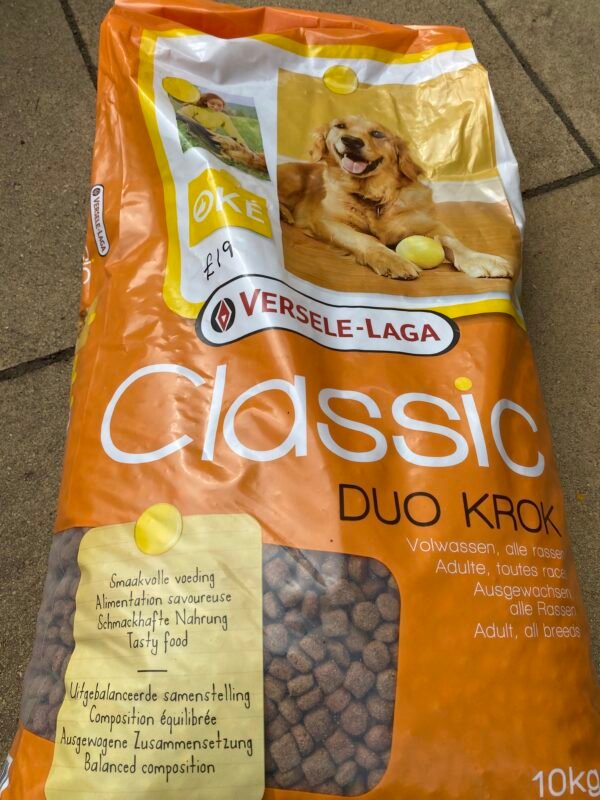 OKÉ
£19
VERSELE-LAGA
VERSELE-LAGA
Classic
DUO KROK
Volwassen, alle rassen
Adulte, toutes race
Ausgewachsen,
alle Rassen
Adult, all breeds
Smaakvolle voeding
Alimentation savoureuse
Schmackhafte Nahrung
Tasty food
Uitgebalanceerde samenstelling
Composition équilibrée
Ausgewogene Zusammensetzung
Balanced composition
10kg